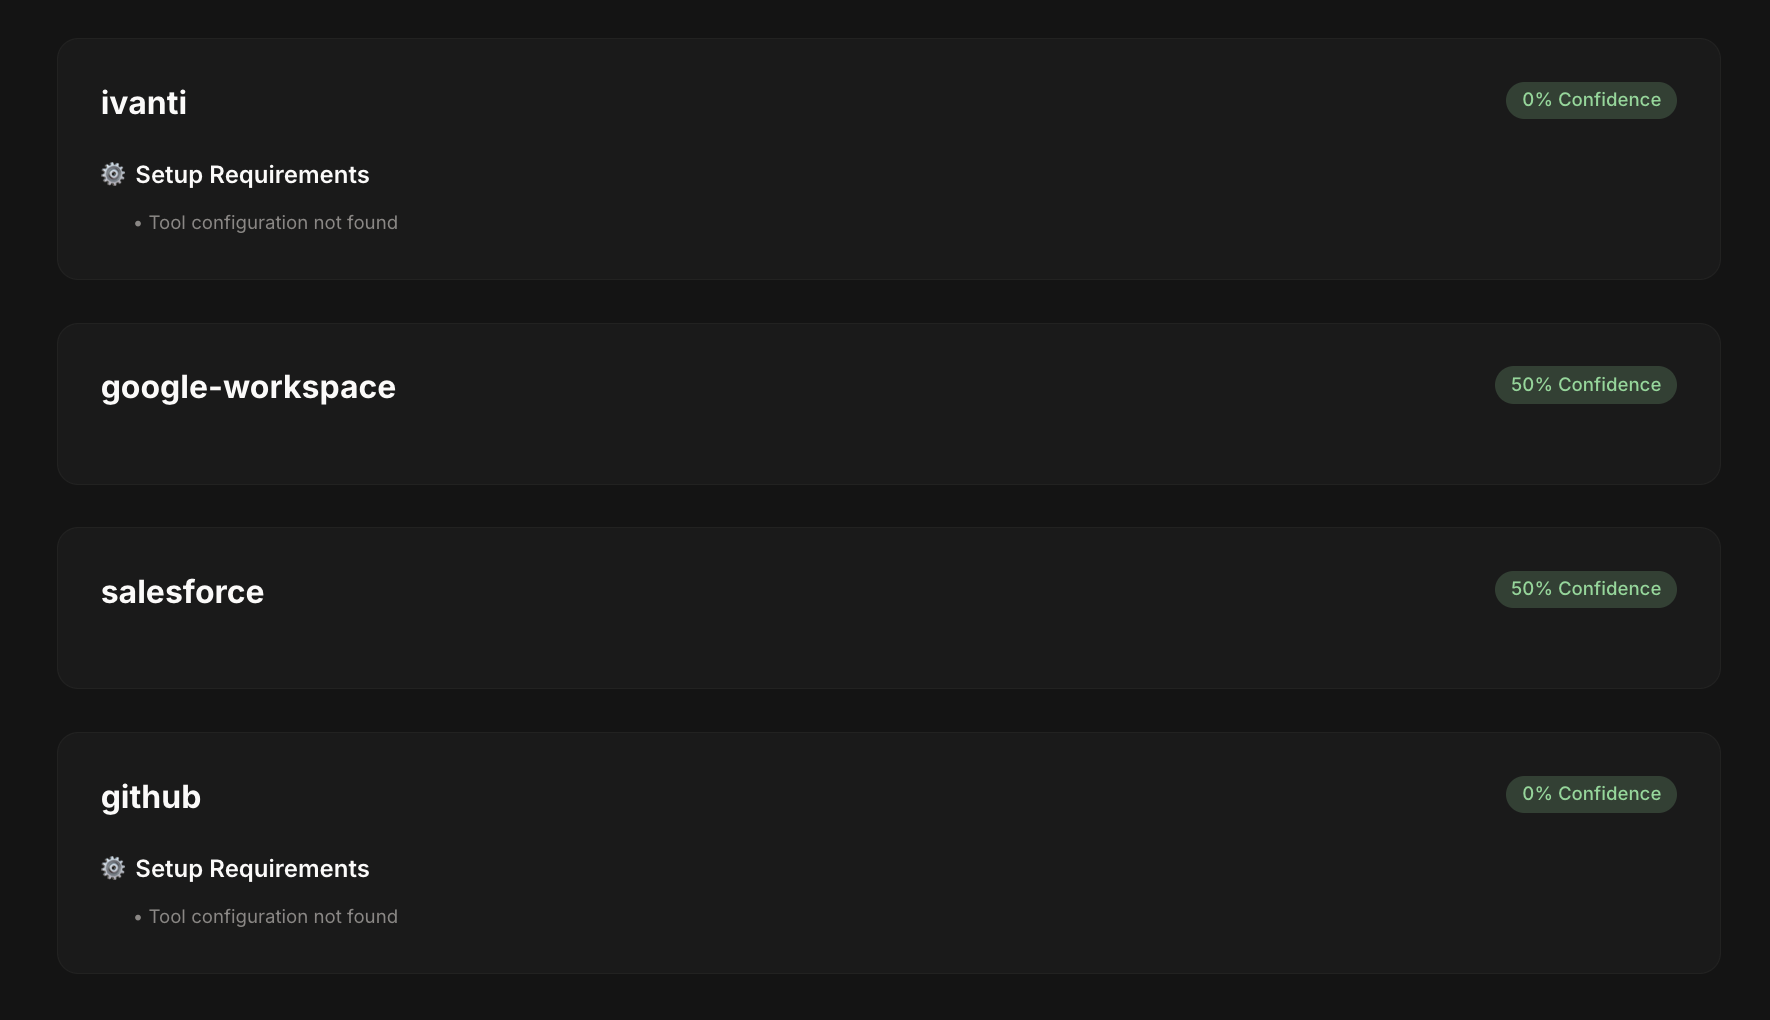 ivanti
0% Confidence
⚙️ Setup Requirements
• Tool configuration not found
google-workspace
50% Confidence
salesforce
50% Confidence
github
0% Confidence
⚙️ Setup Requirements
• Tool configuration not found